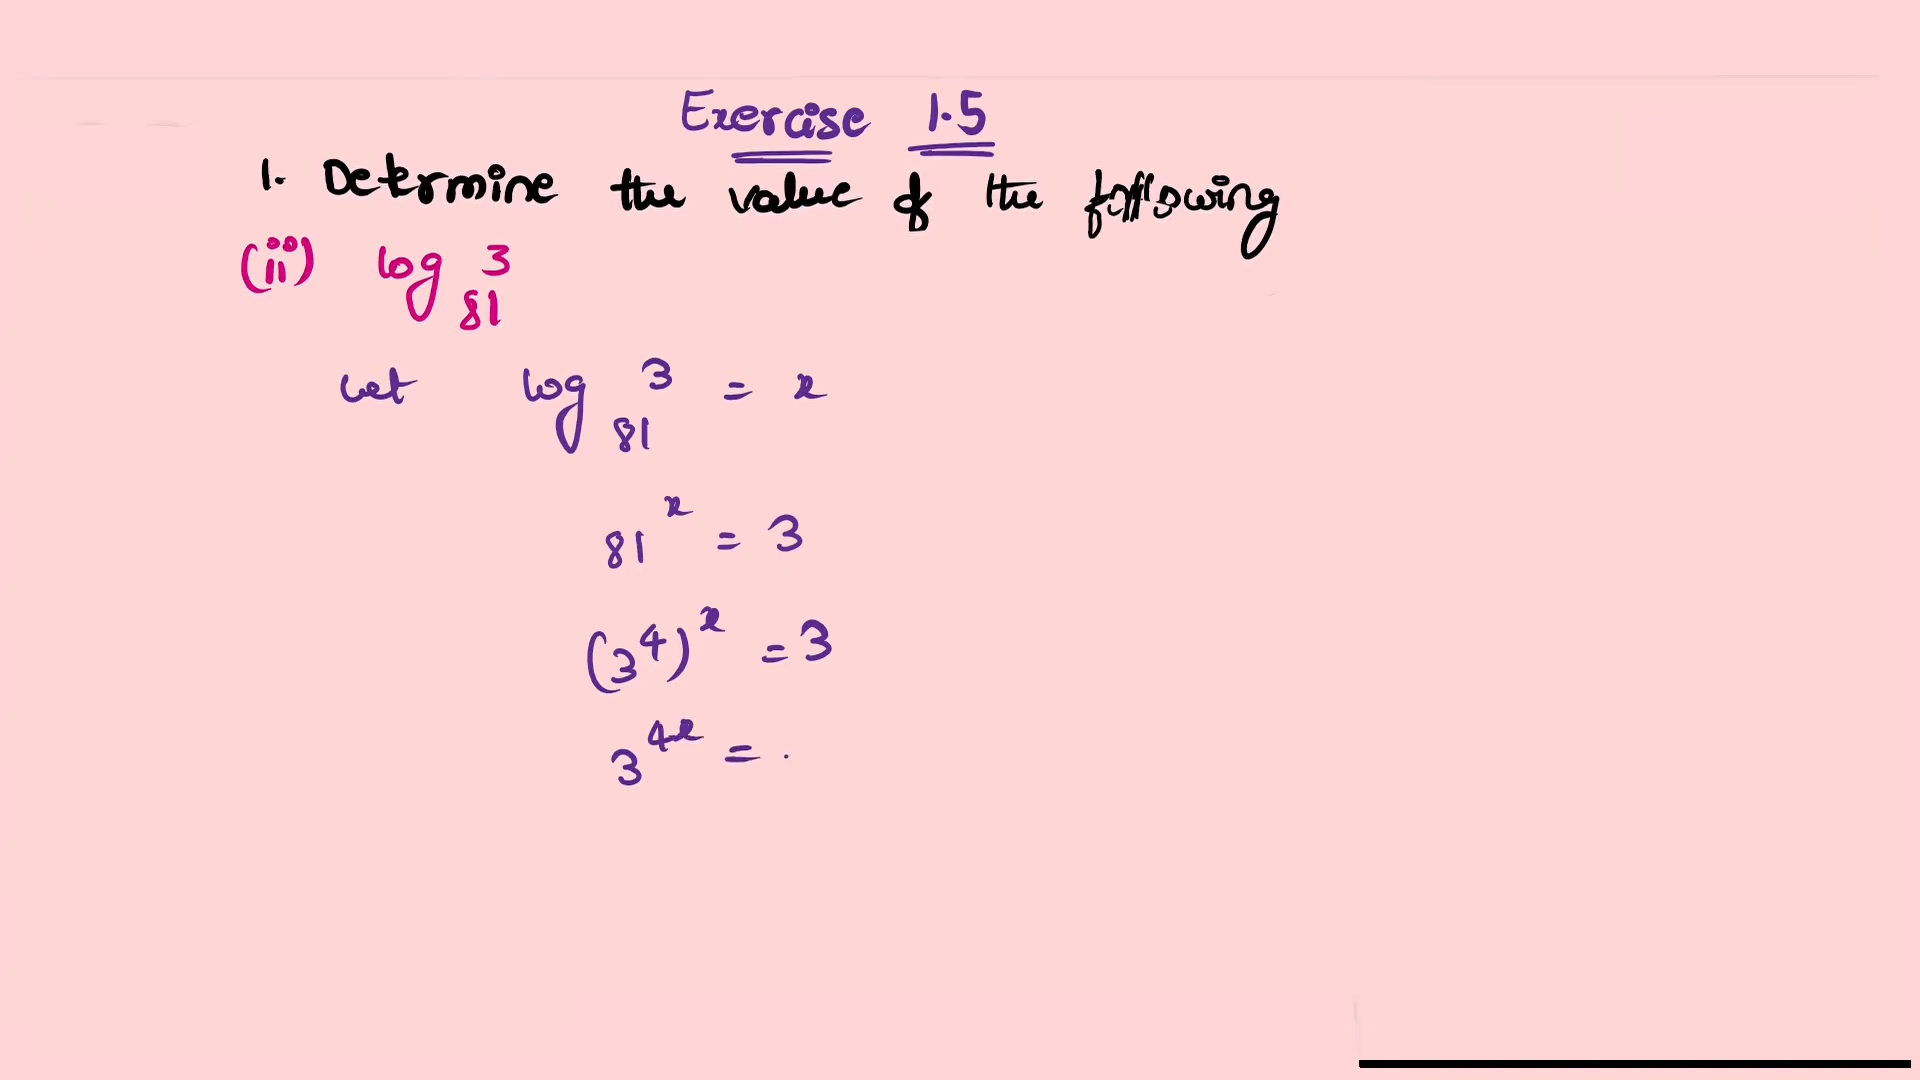 Exercise 1.5
1. Determine the value of the following
(ii) log₈₁ 3
Let log₈₁ 3 = x
81ˣ = 3
(3⁴)ˣ = 3
3⁴ˣ =